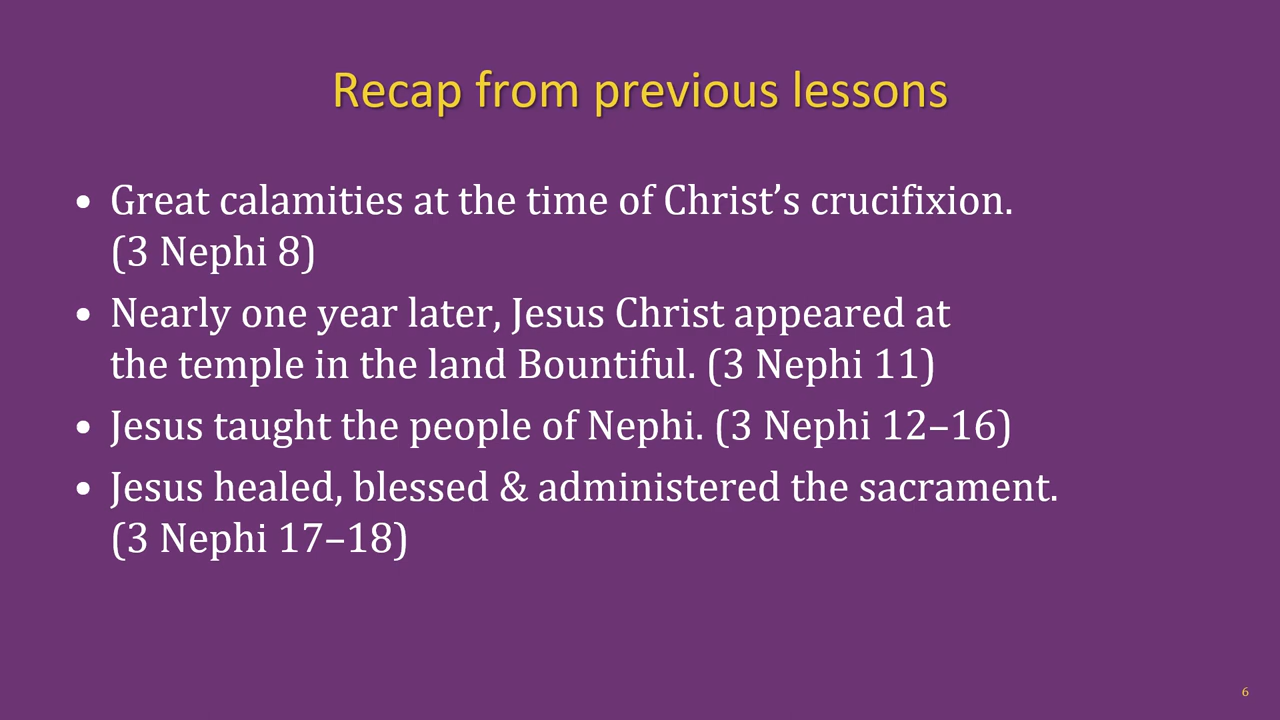 Recap from previous lessons
• Great calamities at the time of Christ’s crucifixion.
(3 Nephi 8)
• Nearly one year later, Jesus Christ appeared at
the temple in the land Bountiful. (3 Nephi 11)
• Jesus taught the people of Nephi. (3 Nephi 12–16)
• Jesus healed, blessed & administered the sacrament.
(3 Nephi 17–18)
6